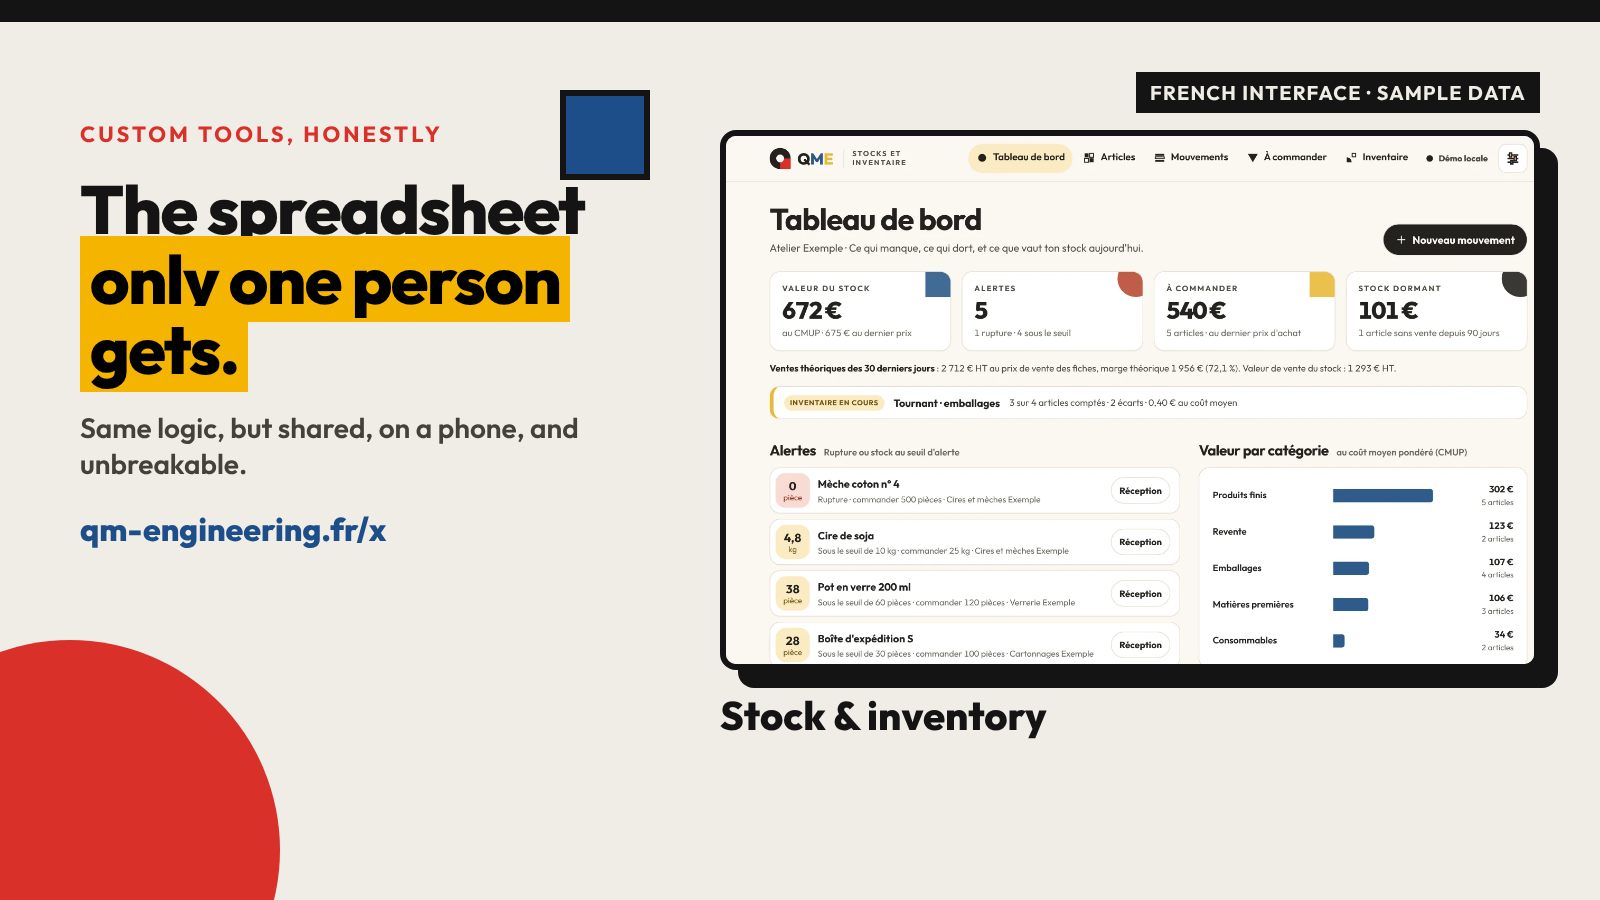 CUSTOM TOOLS, HONESTLY
The spreadsheet
only one person
gets.
Same logic, but shared, on a phone, and
unbreakable.
qm-engineering.fr/x
FRENCH INTERFACE · SAMPLE DATA
QME
STOCKS ET
INVENTAIRE
Tableau de bord
Articles
Mouvements
À commander
Inventaire
Démo locale
Tableau de bord
Atelier Exemple · Ce qui manque, ce qui dort, et ce que vaut ton stock aujourd'hui.
+ Nouveau mouvement
VALEUR DU STOCK
672 €
au CMUP · 675 € au dernier prix
ALERTES
5
1 rupture · 4 sous le seuil
À COMMANDER
540 €
5 articles · au dernier prix d'achat
STOCK DORMANT
101 €
1 article sans vente depuis 90 jours
Ventes théoriques des 30 derniers jours : 2 712 € HT au prix de vente des fiches, marge théorique 1 956 € (72,1 %). Valeur de vente du stock : 1 293 € HT.
INVENTAIRE EN COURS
Tournant · emballages
3 sur 4 articles comptés · 2 écarts · 0,40 € au coût moyen
Alertes
Rupture ou stock au seuil d'alerte
0
pièce
Mèche coton n° 4
Rupture · commander 500 pièces · Cires et mèches Exemple
Réception
4,8
kg
Cire de soja
Sous le seuil de 10 kg · commander 25 kg · Cires et mèches Exemple
Réception
38
pièce
Pot en verre 200 ml
Sous le seuil de 60 pièces · commander 120 pièces · Verrerie Exemple
Réception
28
pièce
Boîte d'expédition S
Sous le seuil de 30 pièces · commander 100 pièces · Cartonnages Exemple
Réception
Valeur par catégorie
au coût moyen pondéré (CMUP)
Produits finis
302 €
5 articles
Revente
123 €
2 articles
Emballages
107 €
4 articles
Matières premières
106 €
3 articles
Consommables
34 €
2 articles
Stock & inventory